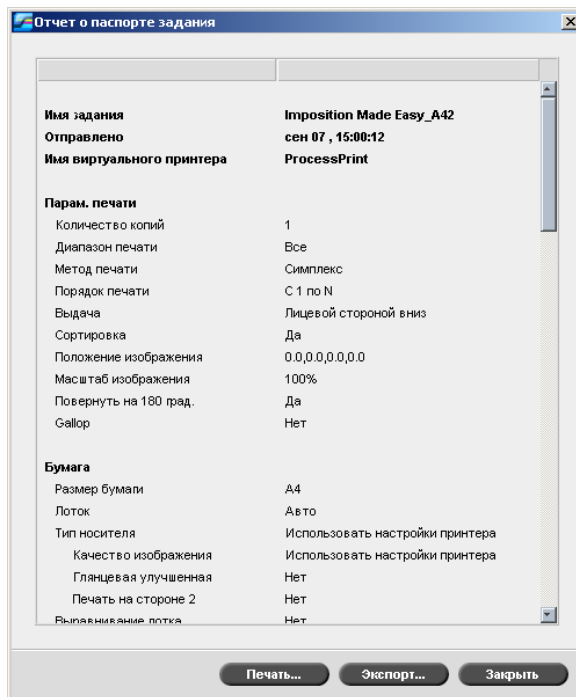 Отчет о паспорте задания
Имя задания Imposition Made Easy_A42
Отправлено сен 07 , 15:00:12
Имя виртуального принтера ProcessPrint
Парам. печати
Количество копий 1
Диапазон печати Все
Метод печати Симплекс
Порядок печати С 1 по N
Выдача Лицевой стороной вниз
Сортировка Да
Положение изображения 0.0,0.0,0.0,0.0
Масштаб изображения 100%
Повернуть на 180 град. Да
Gallop Нет
Бумага
Размер бумаги A4
Лоток Авто
Тип носителя Использовать настройки принтера
Качество изображения Использовать настройки принтера
Глянцевая улучшенная Нет
Печать на стороне 2 Нет
Выравнивание лотка Нет
Печать... Экспорт... Закрыть